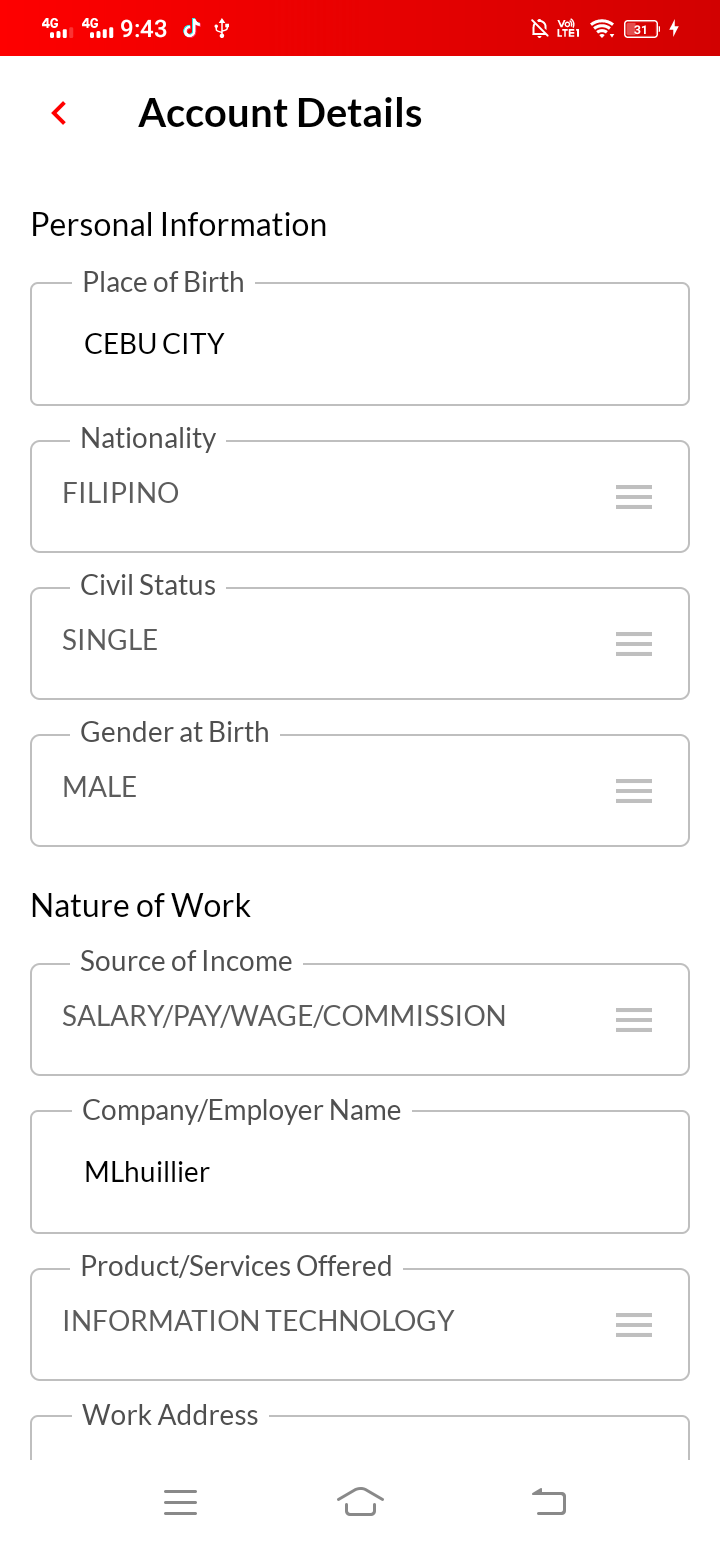 4G 4G 9:43 Vo) LTE1 31
Account Details
Personal Information
Place of Birth
CEBU CITY
Nationality
FILIPINO
Civil Status
SINGLE
Gender at Birth
MALE
Nature of Work
Source of Income
SALARY/PAY/WAGE/COMMISSION
Company/Employer Name
MLhuillier
Product/Services Offered
INFORMATION TECHNOLOGY
Work Address